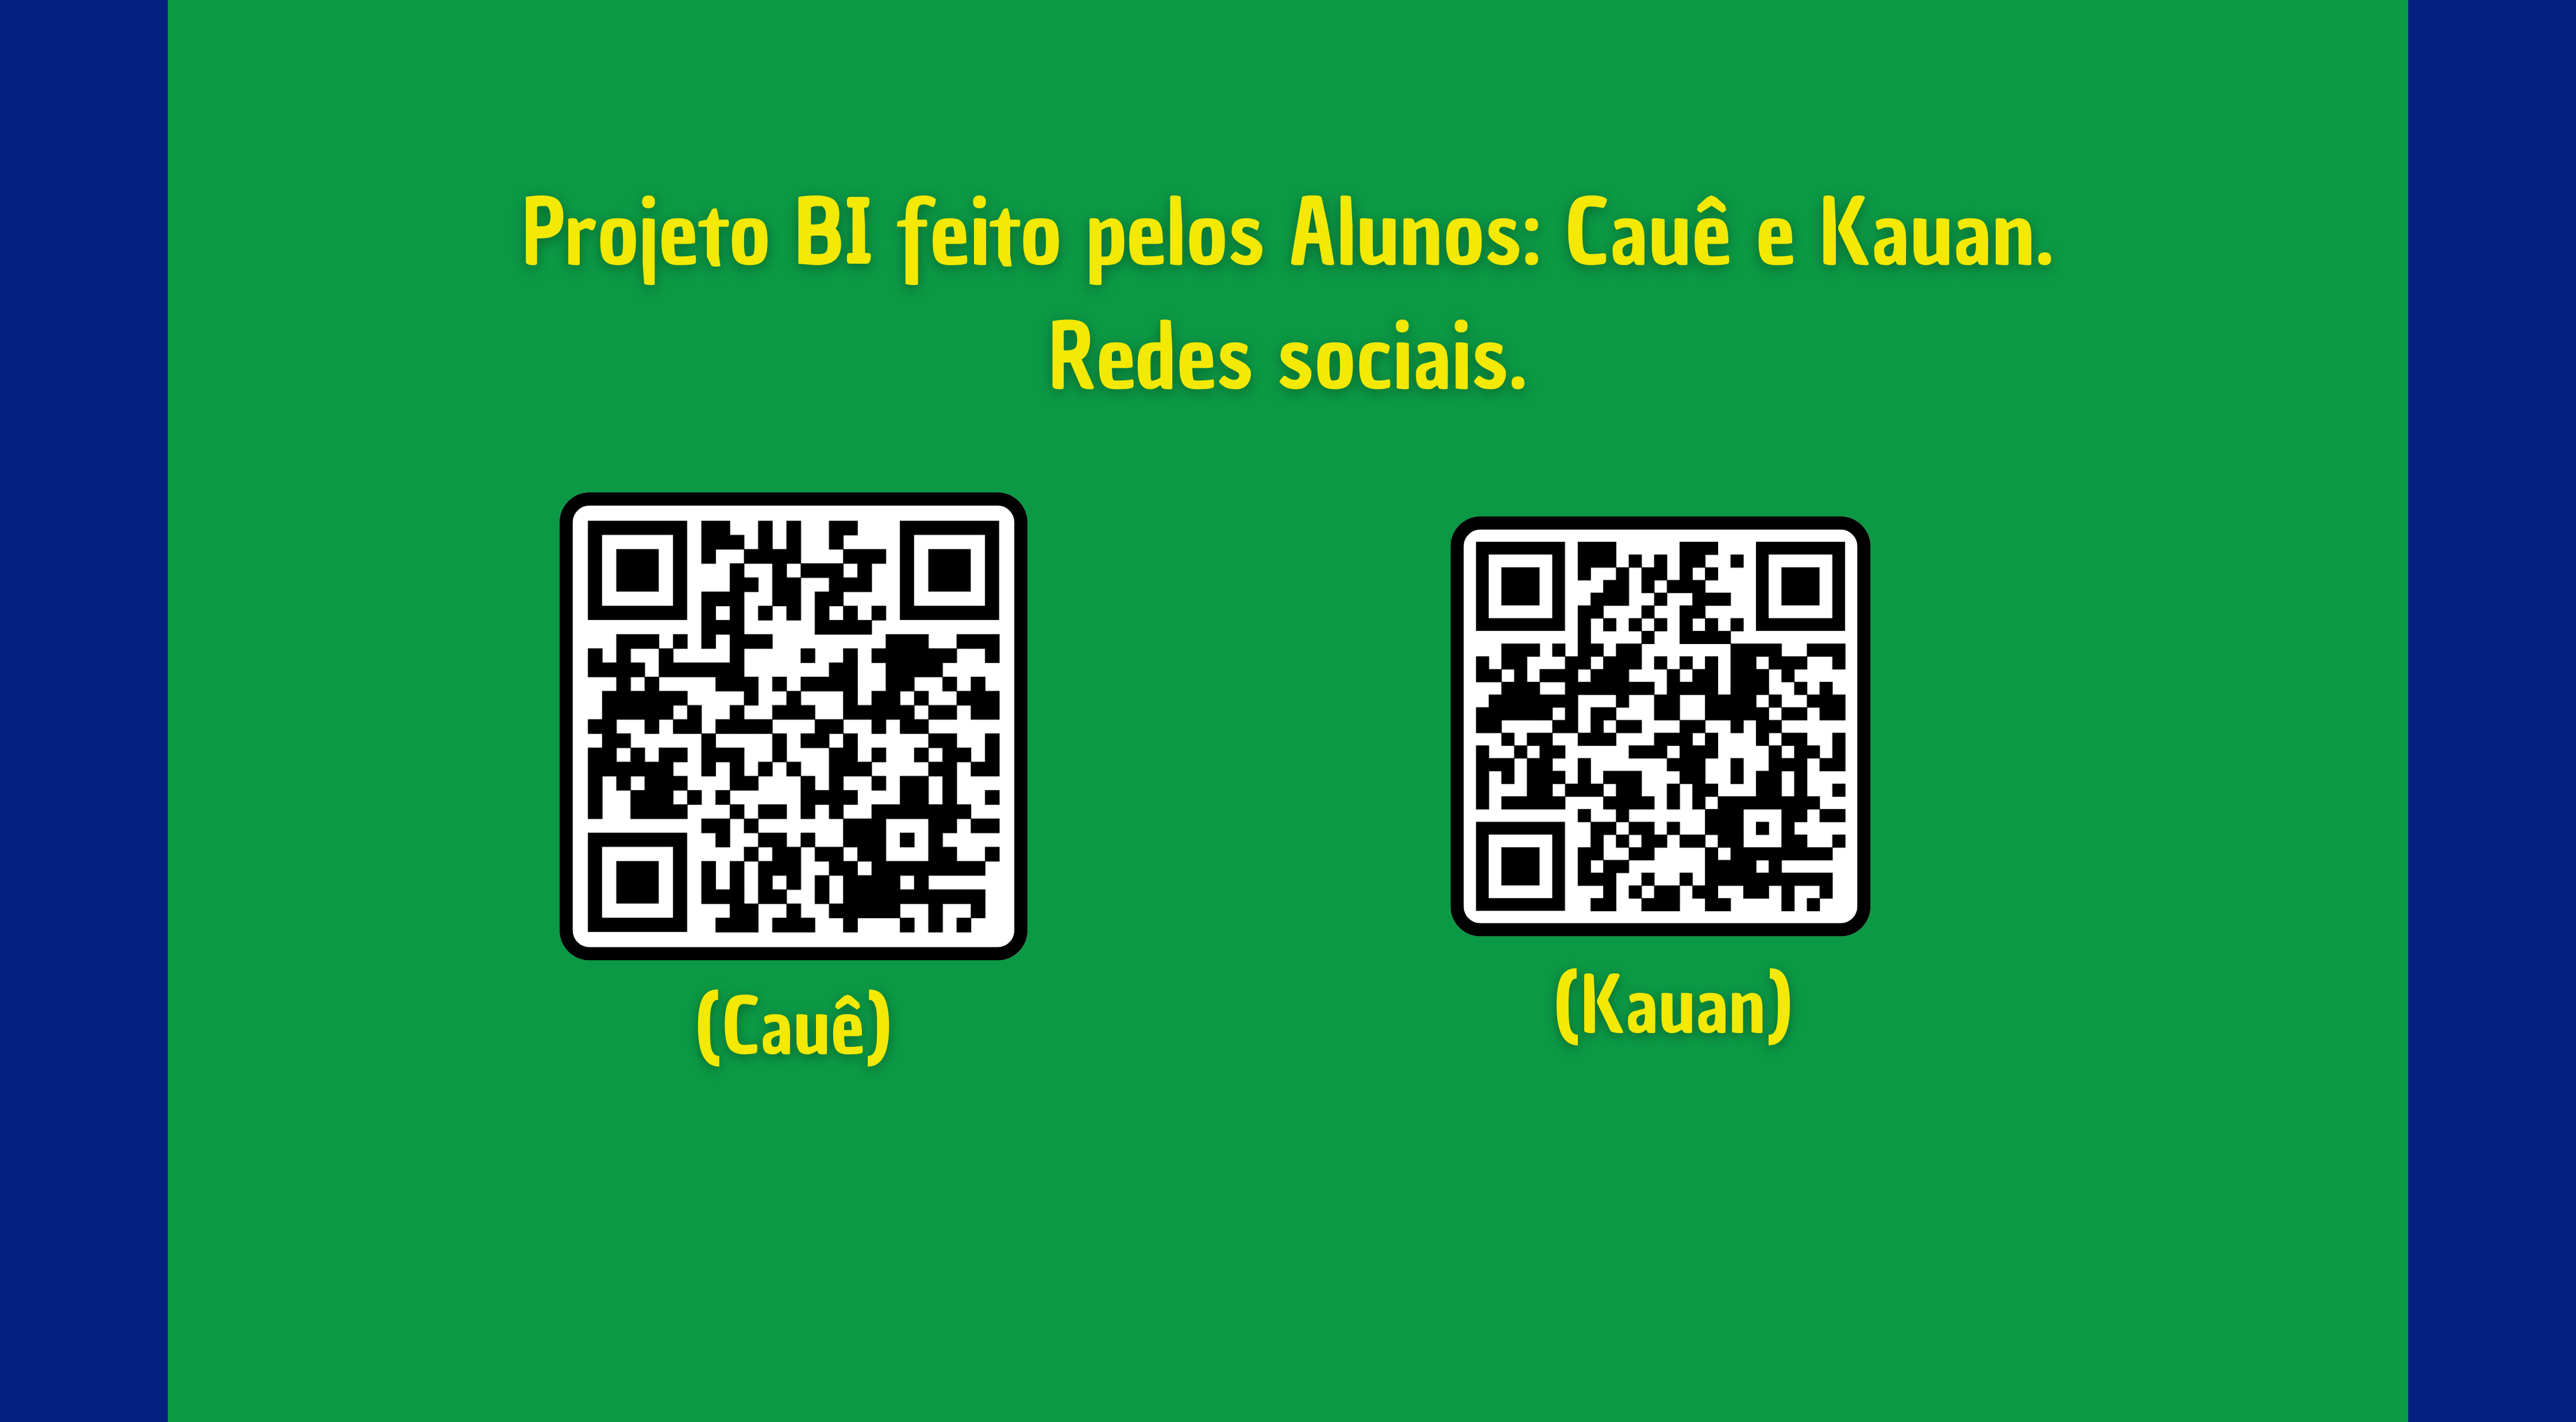 Projeto BI feito pelos Alunos: Cauê e Kauan.
Redes sociais.
(Cauê)
(Kauan)